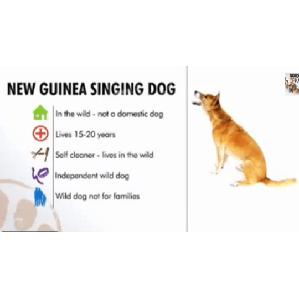 NEW GUINEA SINGING DOG
In the wild - not a domestic dog
Lives 15-20 years
Self cleaner - lives in the wild
Independent wild dog
Wild dog not for families